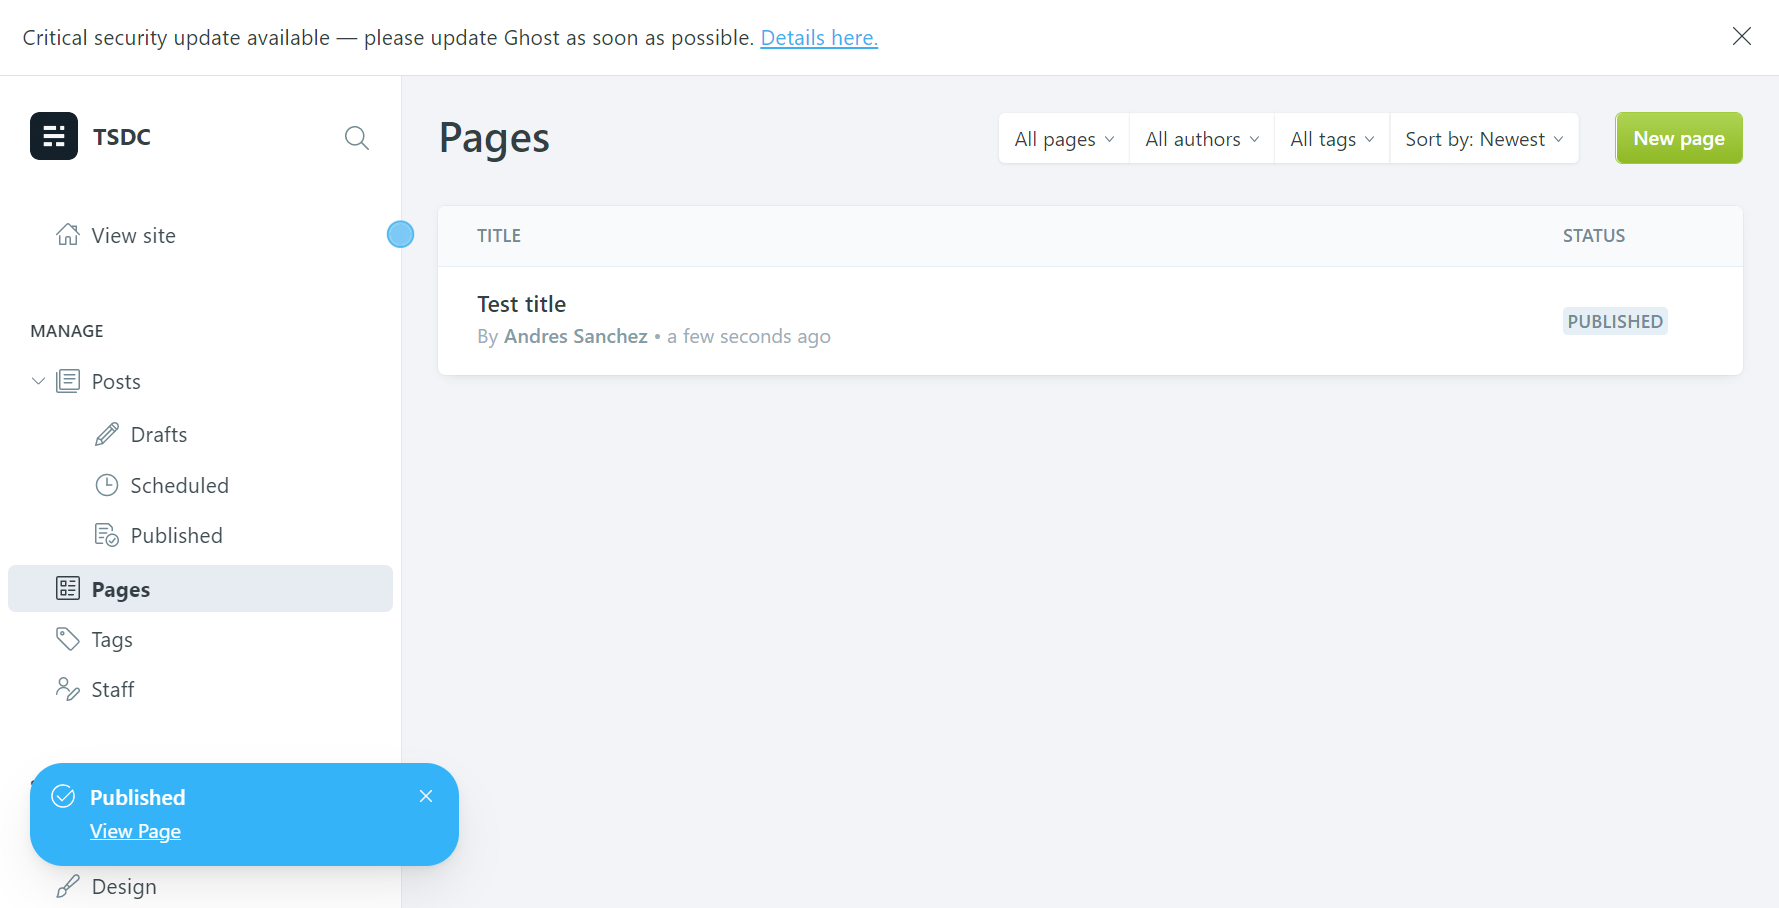 Critical security update available — please update Ghost as soon as possible. Details here.
TSDC
View site
MANAGE
Posts
Drafts
Scheduled
Published
Pages
Tags
Staff
Published
View Page
Design
Pages
All pages
All authors
All tags
Sort by: Newest
New page
TITLE
STATUS
Test title
By Andres Sanchez • a few seconds ago
PUBLISHED